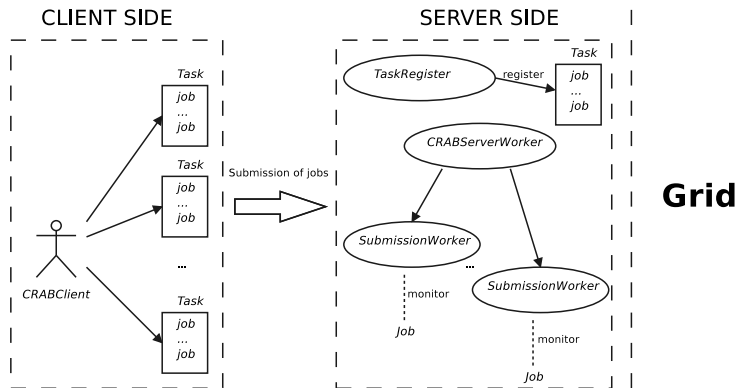 CLIENT SIDE
Task
job
...
job
Task
job
...
job
...
CRABClient
Task
job
...
job
Submission of jobs
SERVER SIDE
TaskRegister
register
Task
job
...
job
CRABServerWorker
SubmissionWorker
...
SubmissionWorker
monitor
Job
monitor
Job
Grid